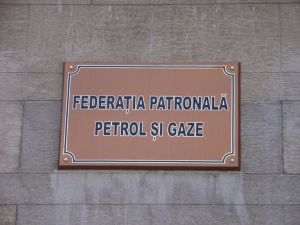 FEDERAȚIA PATRONALĂ
PETROL ȘI GAZE